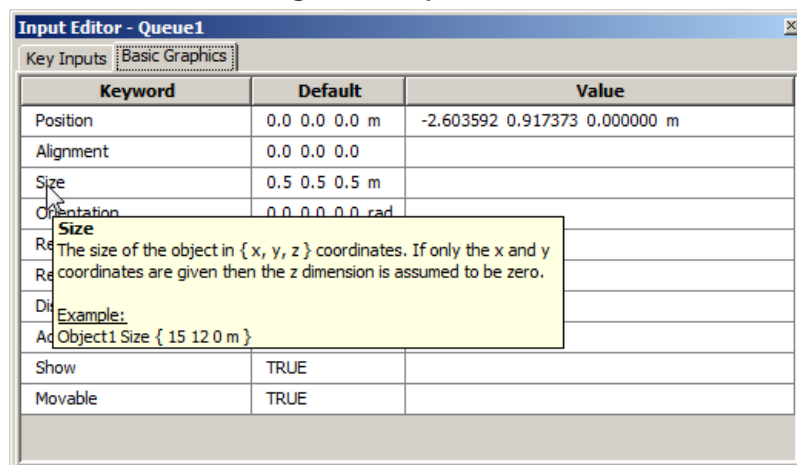 Input Editor - Queue1
Key Inputs Basic Graphics
Keyword Default Value
Position 0.0 0.0 0.0 m -2.603592 0.917373 0.000000 m
Alignment 0.0 0.0 0.0
Size 0.5 0.5 0.5 m
Orientation 0.0 0.0 0.0 rad
Size
The size of the object in { x, y, z } coordinates. If only the x and y
coordinates are given then the z dimension is assumed to be zero.
Example:
Object1 Size { 15 12 0 m }
Re
Re
Di
Show TRUE
Movable TRUE